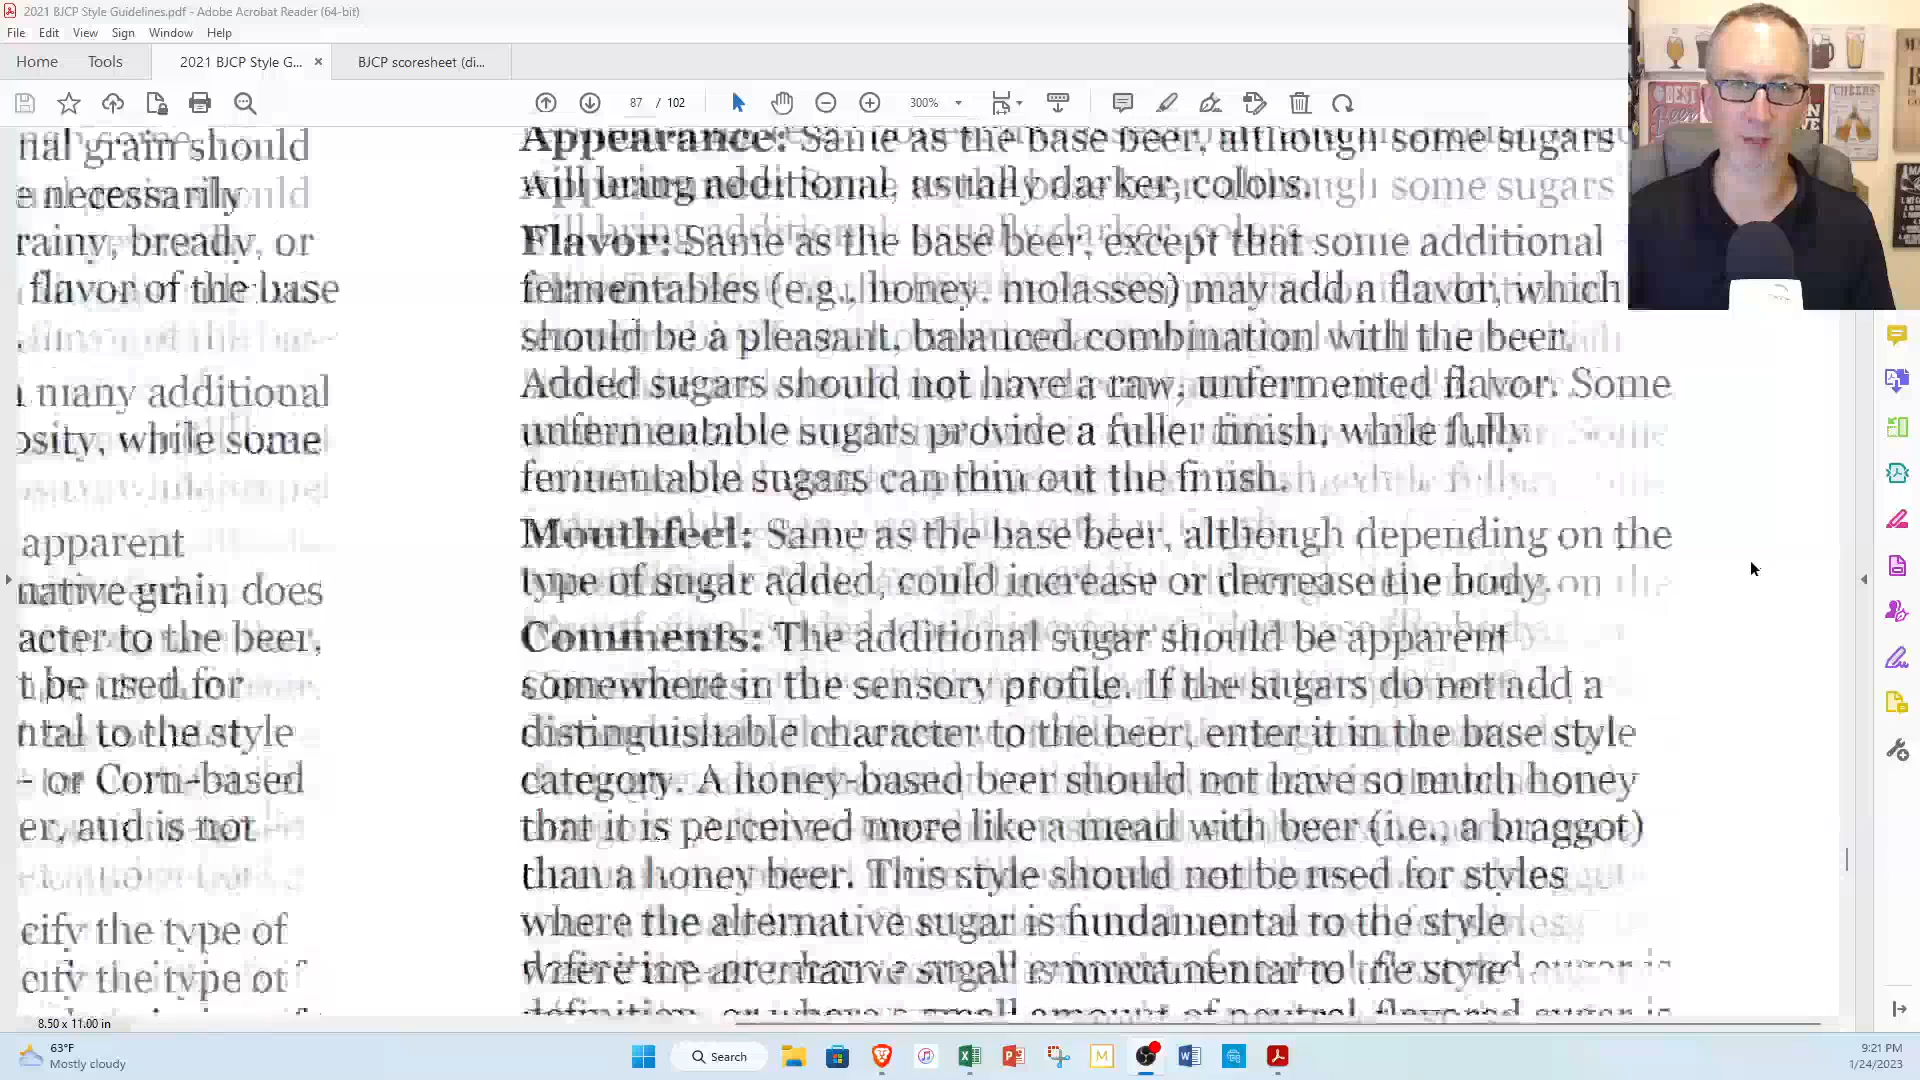 2021 BJCP Style Guidelines.pdf - Adobe Acrobat Reader (64-bit)
File Edit View Sign Window Help
Home Tools 2021 BJCP Style G... × BJCP scoresheet (di...
87 / 102 300%
BEST
Beer
CHEERS
nal grain should
e necessarily
rainy, bready, or
flavor of the base
many additional
osity, while some
apparent
native grain does
acter to the beer,
t be used for
ntal to the style
- or Corn-based
er, and is not
cify the type of
cify the type of
Appearance: Same as the base beer, although some sugars
will bring additional, usually darker, colors.
Flavor: Same as the base beer, except that some additional
fermentables (e.g., honey, molasses) may add a flavor, which
should be a pleasant, balanced combination with the beer.
Added sugars should not have a raw, unfermented flavor. Some
unfermentable sugars provide a fuller finish, while fully
fermentable sugars can thin out the finish.
Mouthfeel: Same as the base beer, although depending on the
type of sugar added, could increase or decrease the body.
Comments: The additional sugar should be apparent
somewhere in the sensory profile. If the sugars do not add a
distinguishable character to the beer, enter it in the base style
category. A honey-based beer should not have so much honey
that it is perceived more like a mead with beer (i.e., a braggot)
than a honey beer. This style should not be used for styles
where the alternative sugar is fundamental to the style
8.50 x 11.00 in
63°F
Mostly cloudy
Search
9:21 PM
1/24/2023